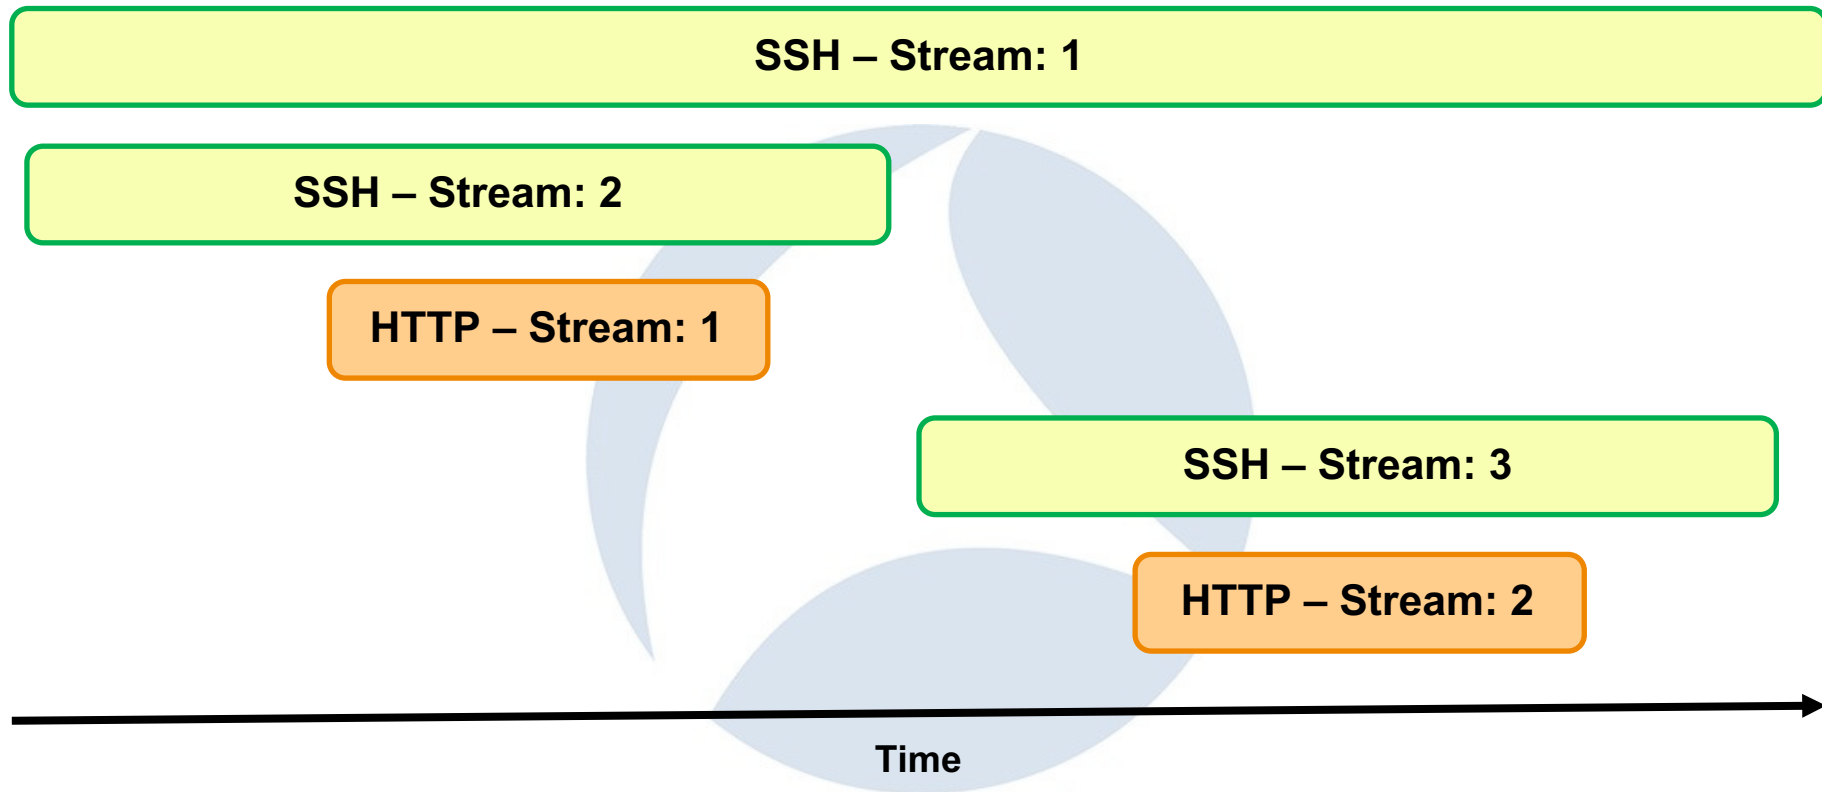 SSH – Stream: 1
SSH – Stream: 2
HTTP – Stream: 1
SSH – Stream: 3
HTTP – Stream: 2
Time